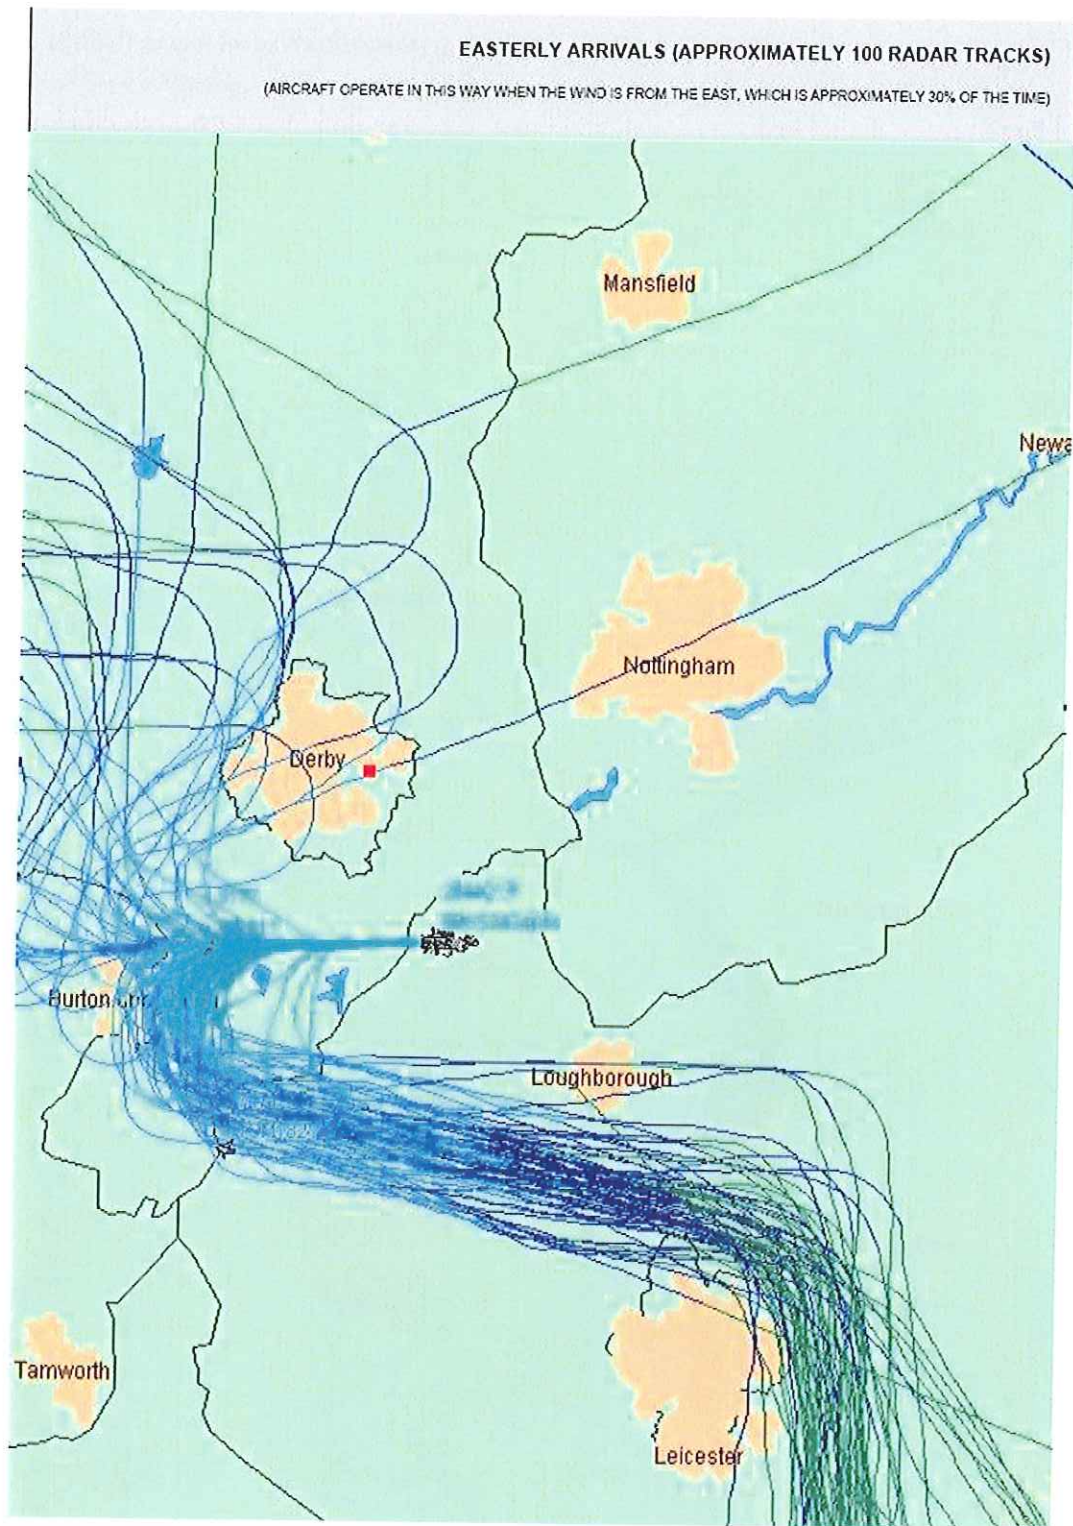 EASTERLY ARRIVALS (APPROXIMATELY 100 RADAR TRACKS)
(AIRCRAFT OPERATE IN THIS WAY WHEN THE WIND IS FROM THE EAST, WHICH IS APPROXIMATELY 30% OF THE TIME)
Mansfield
Newa
Nottingham
Derby
Burton
Loughborough
Tamworth
Leicester